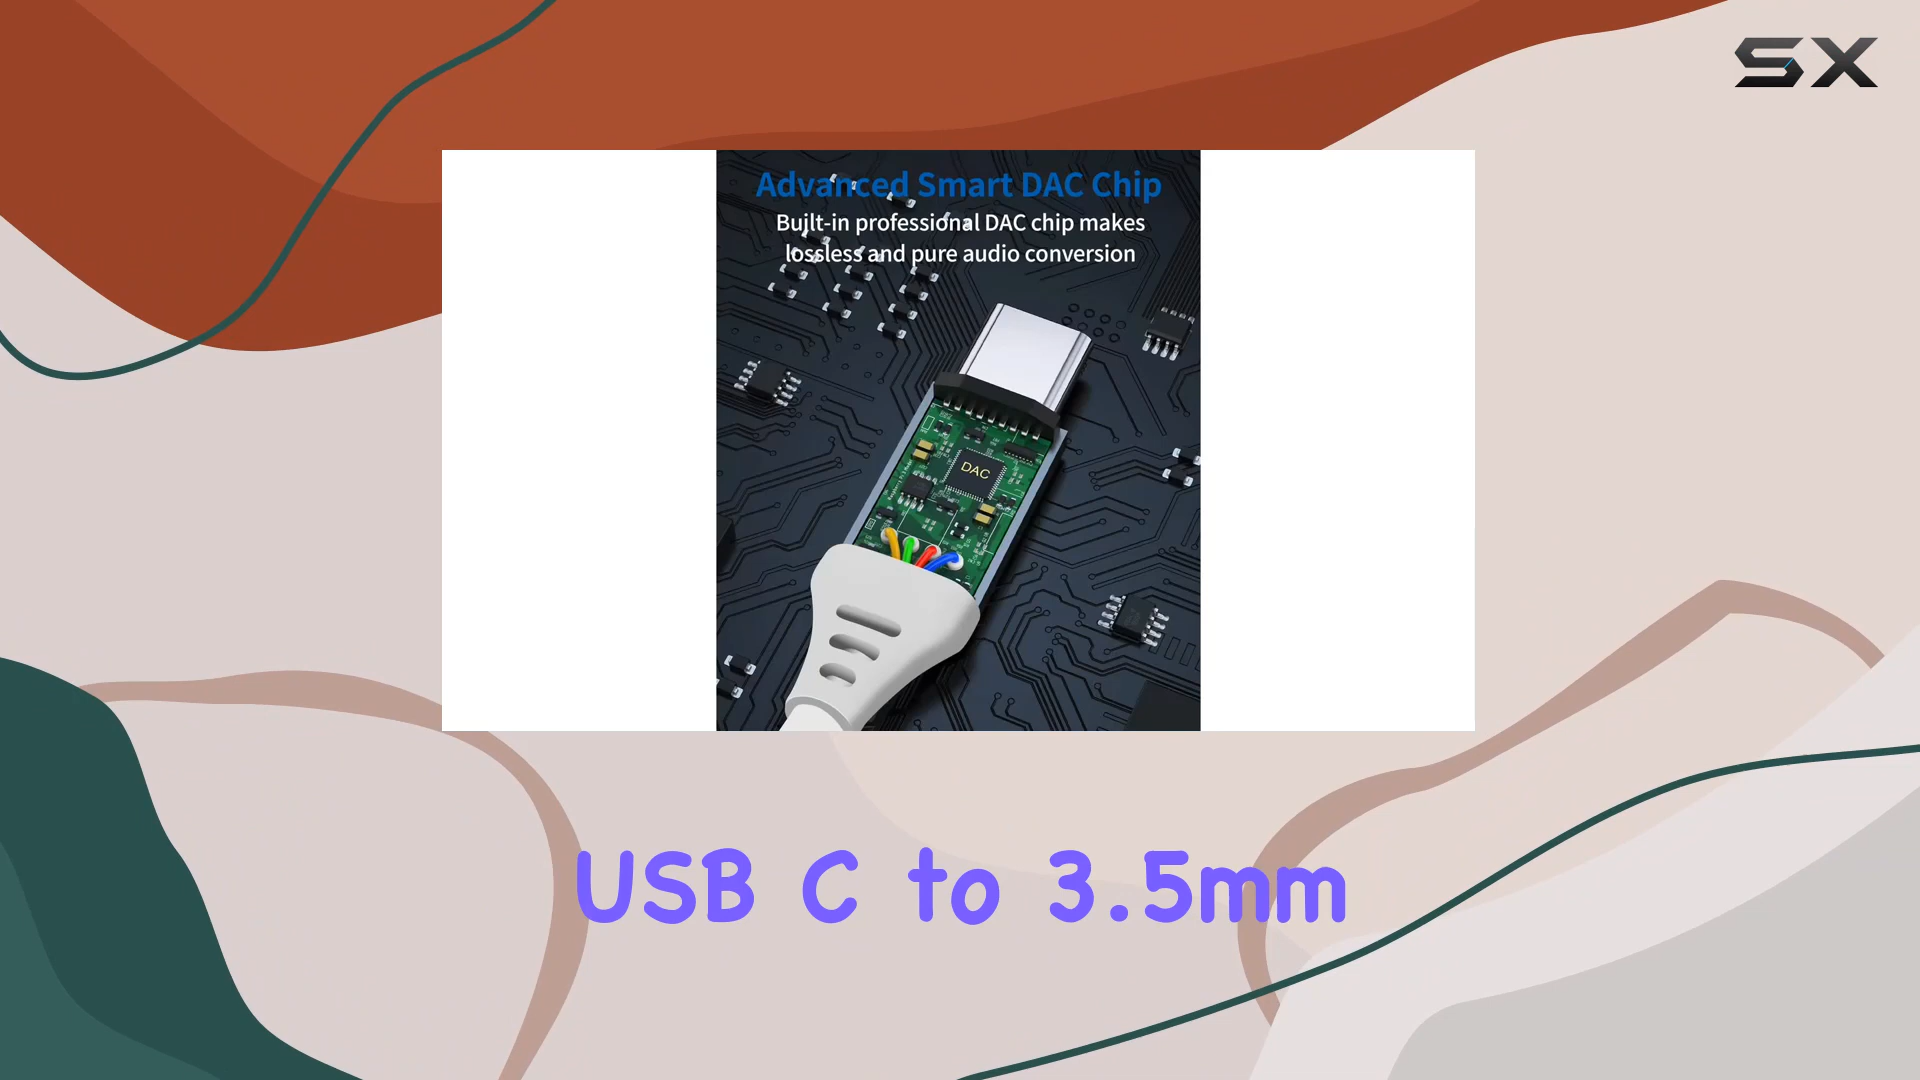 SX
Advanced Smart DAC Chip
Built-in professional DAC chip makes
lossless and pure audio conversion
DAC
USB C to 3.5mm